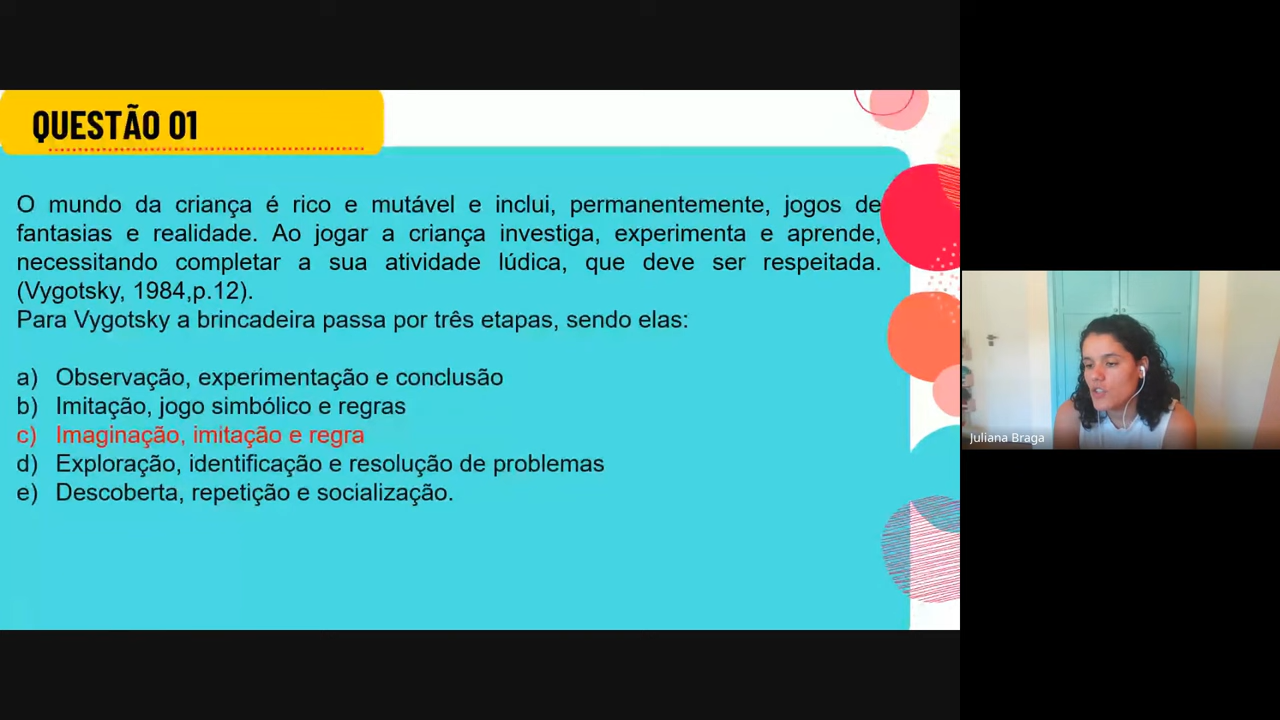 QUESTÃO 01
O mundo da criança é rico e mutável e inclui, permanentemente, jogos de
fantasias e realidade. Ao jogar a criança investiga, experimenta e aprende,
necessitando completar a sua atividade lúdica, que deve ser respeitada.
(Vygotsky, 1984,p.12).
Para Vygotsky a brincadeira passa por três etapas, sendo elas:
a) Observação, experimentação e conclusão
b) Imitação, jogo simbólico e regras
c) Imaginação, imitação e regra
d) Exploração, identificação e resolução de problemas
e) Descoberta, repetição e socialização.
Juliana Braga